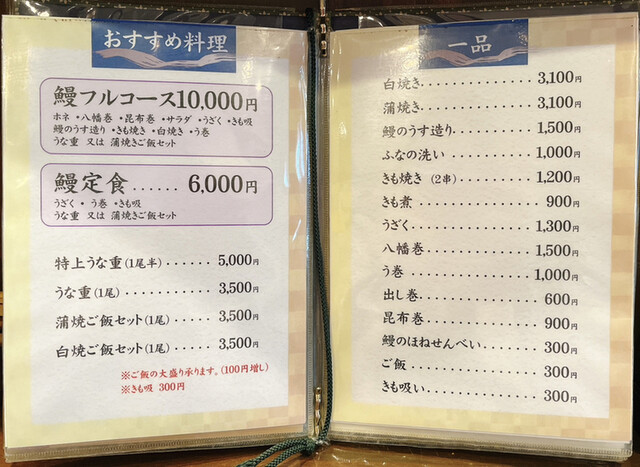 おすすめ料理
鰻フルコース10,000円
ホネ・八幡巻・昆布巻・サラダ・うざく・きも吸
鰻のうす造り・きも焼き・白焼き・う巻
うな重 又は 蒲焼きご飯セット
鰻定食......6,000円
うざく・う巻・きも吸
うな重 又は 蒲焼きご飯セット
特上うな重(1尾半)......5,000円
うな重(1尾)..........3,500円
蒲焼ご飯セット(1尾).....3,500円
白焼ご飯セット(1尾).....3,500円
※ご飯の大盛り承ります。(100円増し)
※きも吸 300円
一品
白焼き..............3,100円
蒲焼き..............3,100円
鰻のうす造り..........1,500円
ふなの洗い...........1,000円
きも焼き (2串)........1,200円
きも煮...............900円
うざく..............1,300円
八幡巻..............1,500円
う巻................1,000円
出し巻...............600円
昆布巻...............900円
鰻のほねせんべい.......300円
ご飯.................300円
きも吸い..............300円